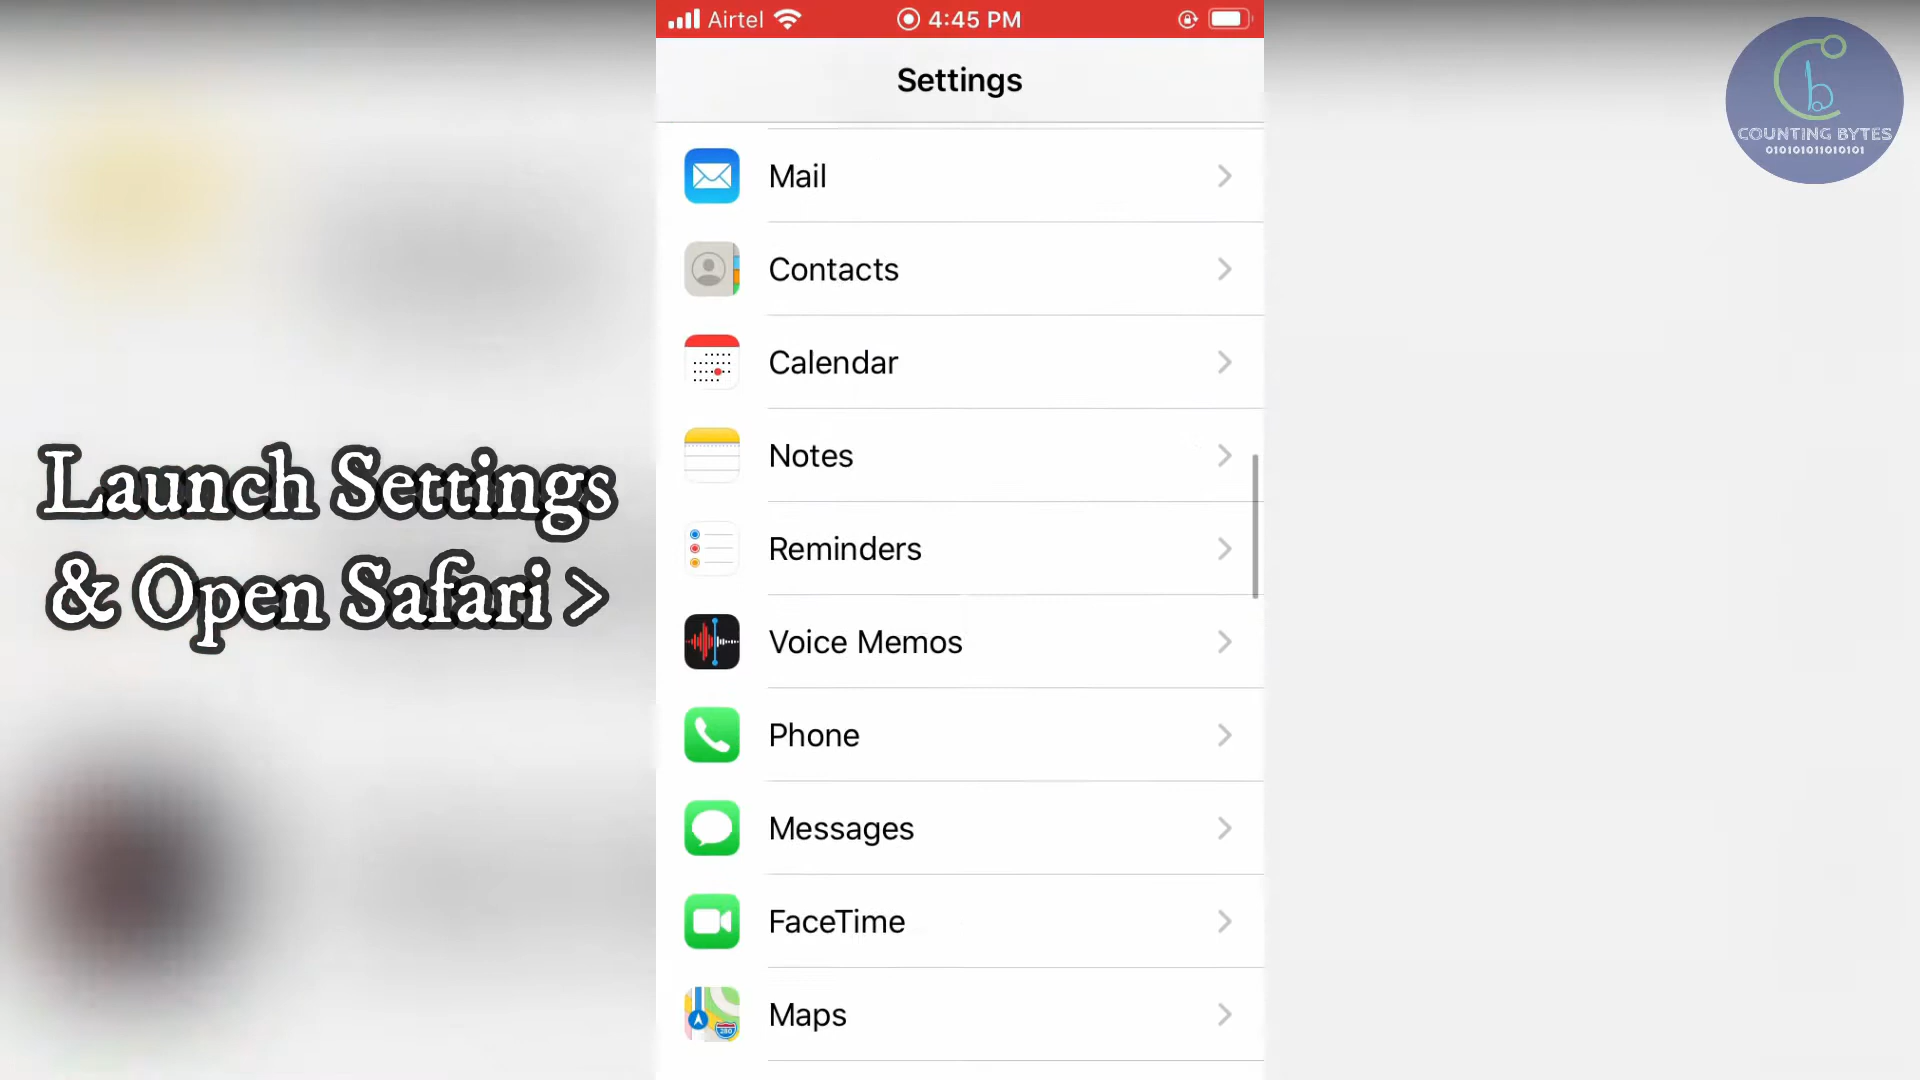 Airtel
4:45 PM
Settings
COUNTING BYTES
010101011010101
Mail
Contacts
Calendar
Notes
Reminders
Voice Memos
Phone
Messages
FaceTime
Maps
Launch Settings
& Open Safari >